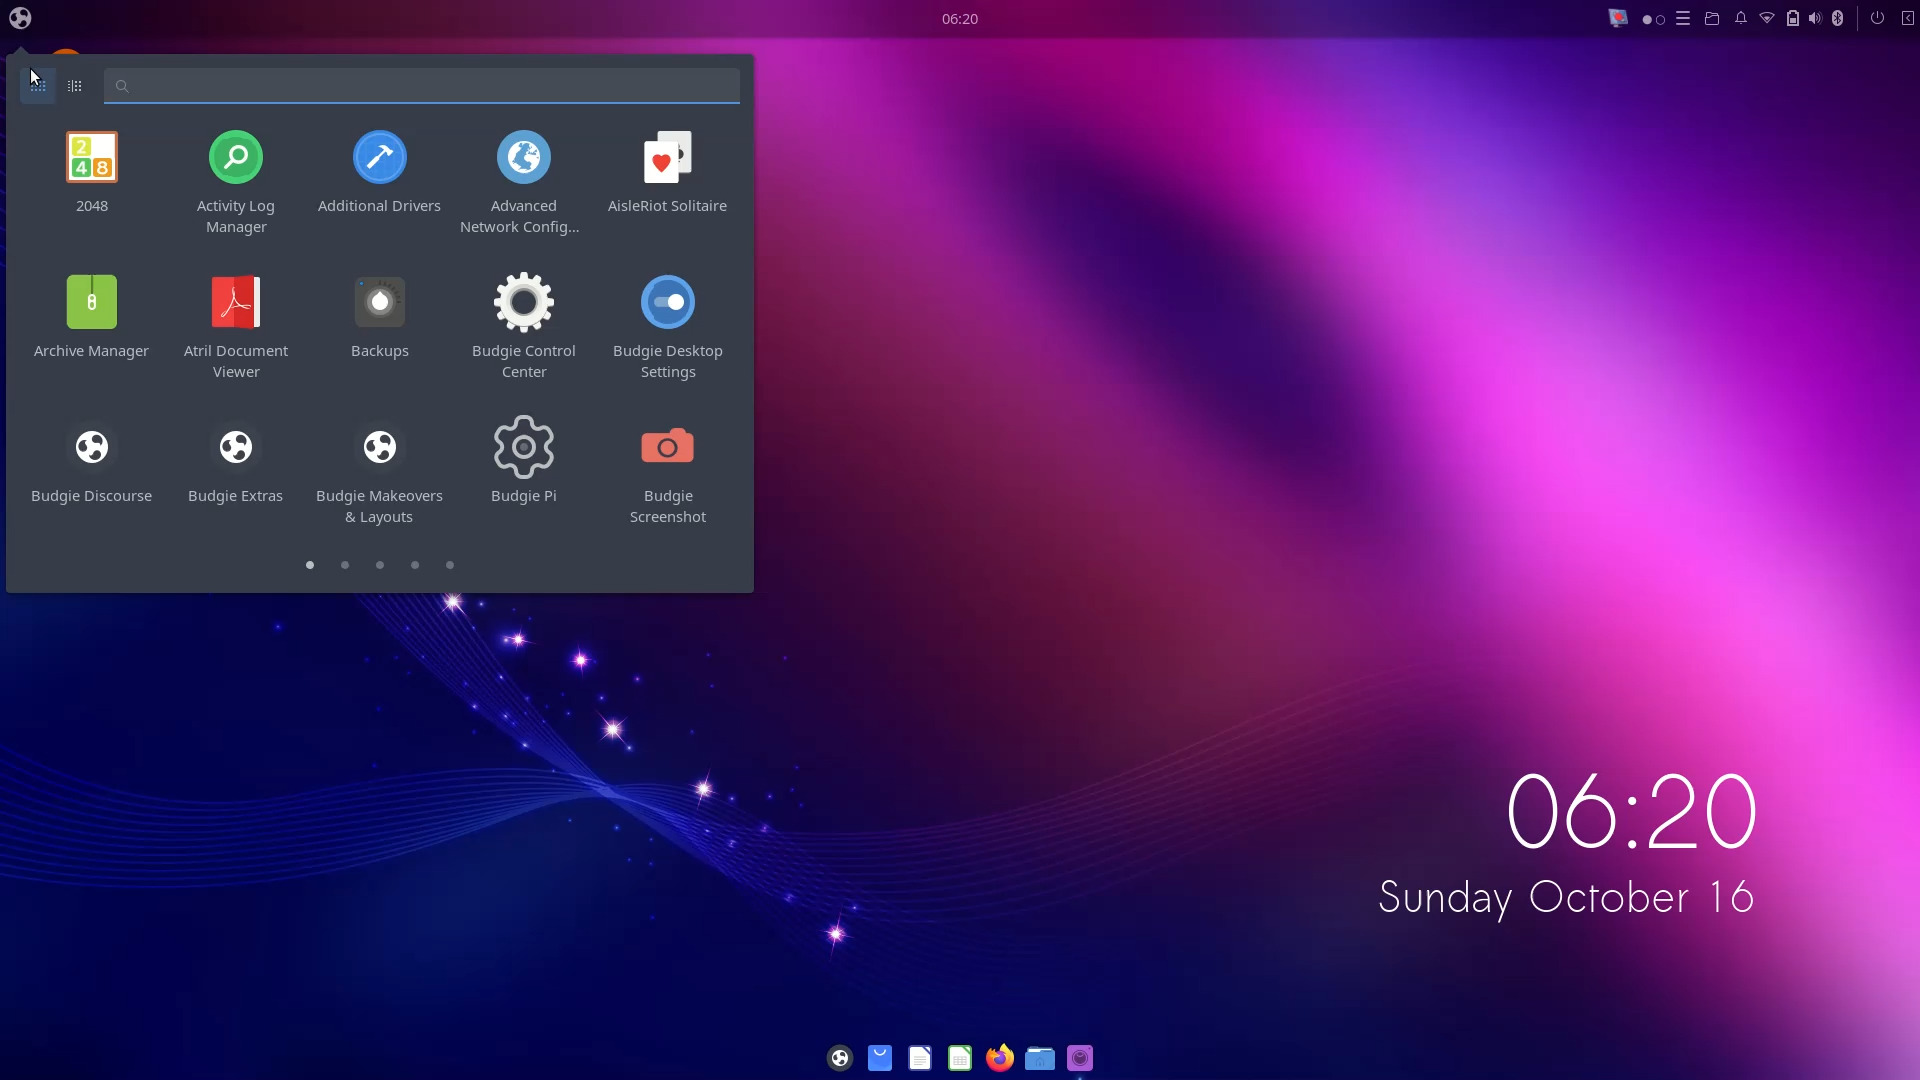 06:20
2048
Activity Log
Manager
Additional Drivers
Advanced
Network Config...
AisleRiot Solitaire
Archive Manager
Atril Document
Viewer
Backups
Budgie Control
Center
Budgie Desktop
Settings
Budgie Discourse
Budgie Extras
Budgie Makeovers
& Layouts
Budgie Pi
Budgie
Screenshot
06:20
Sunday October 16